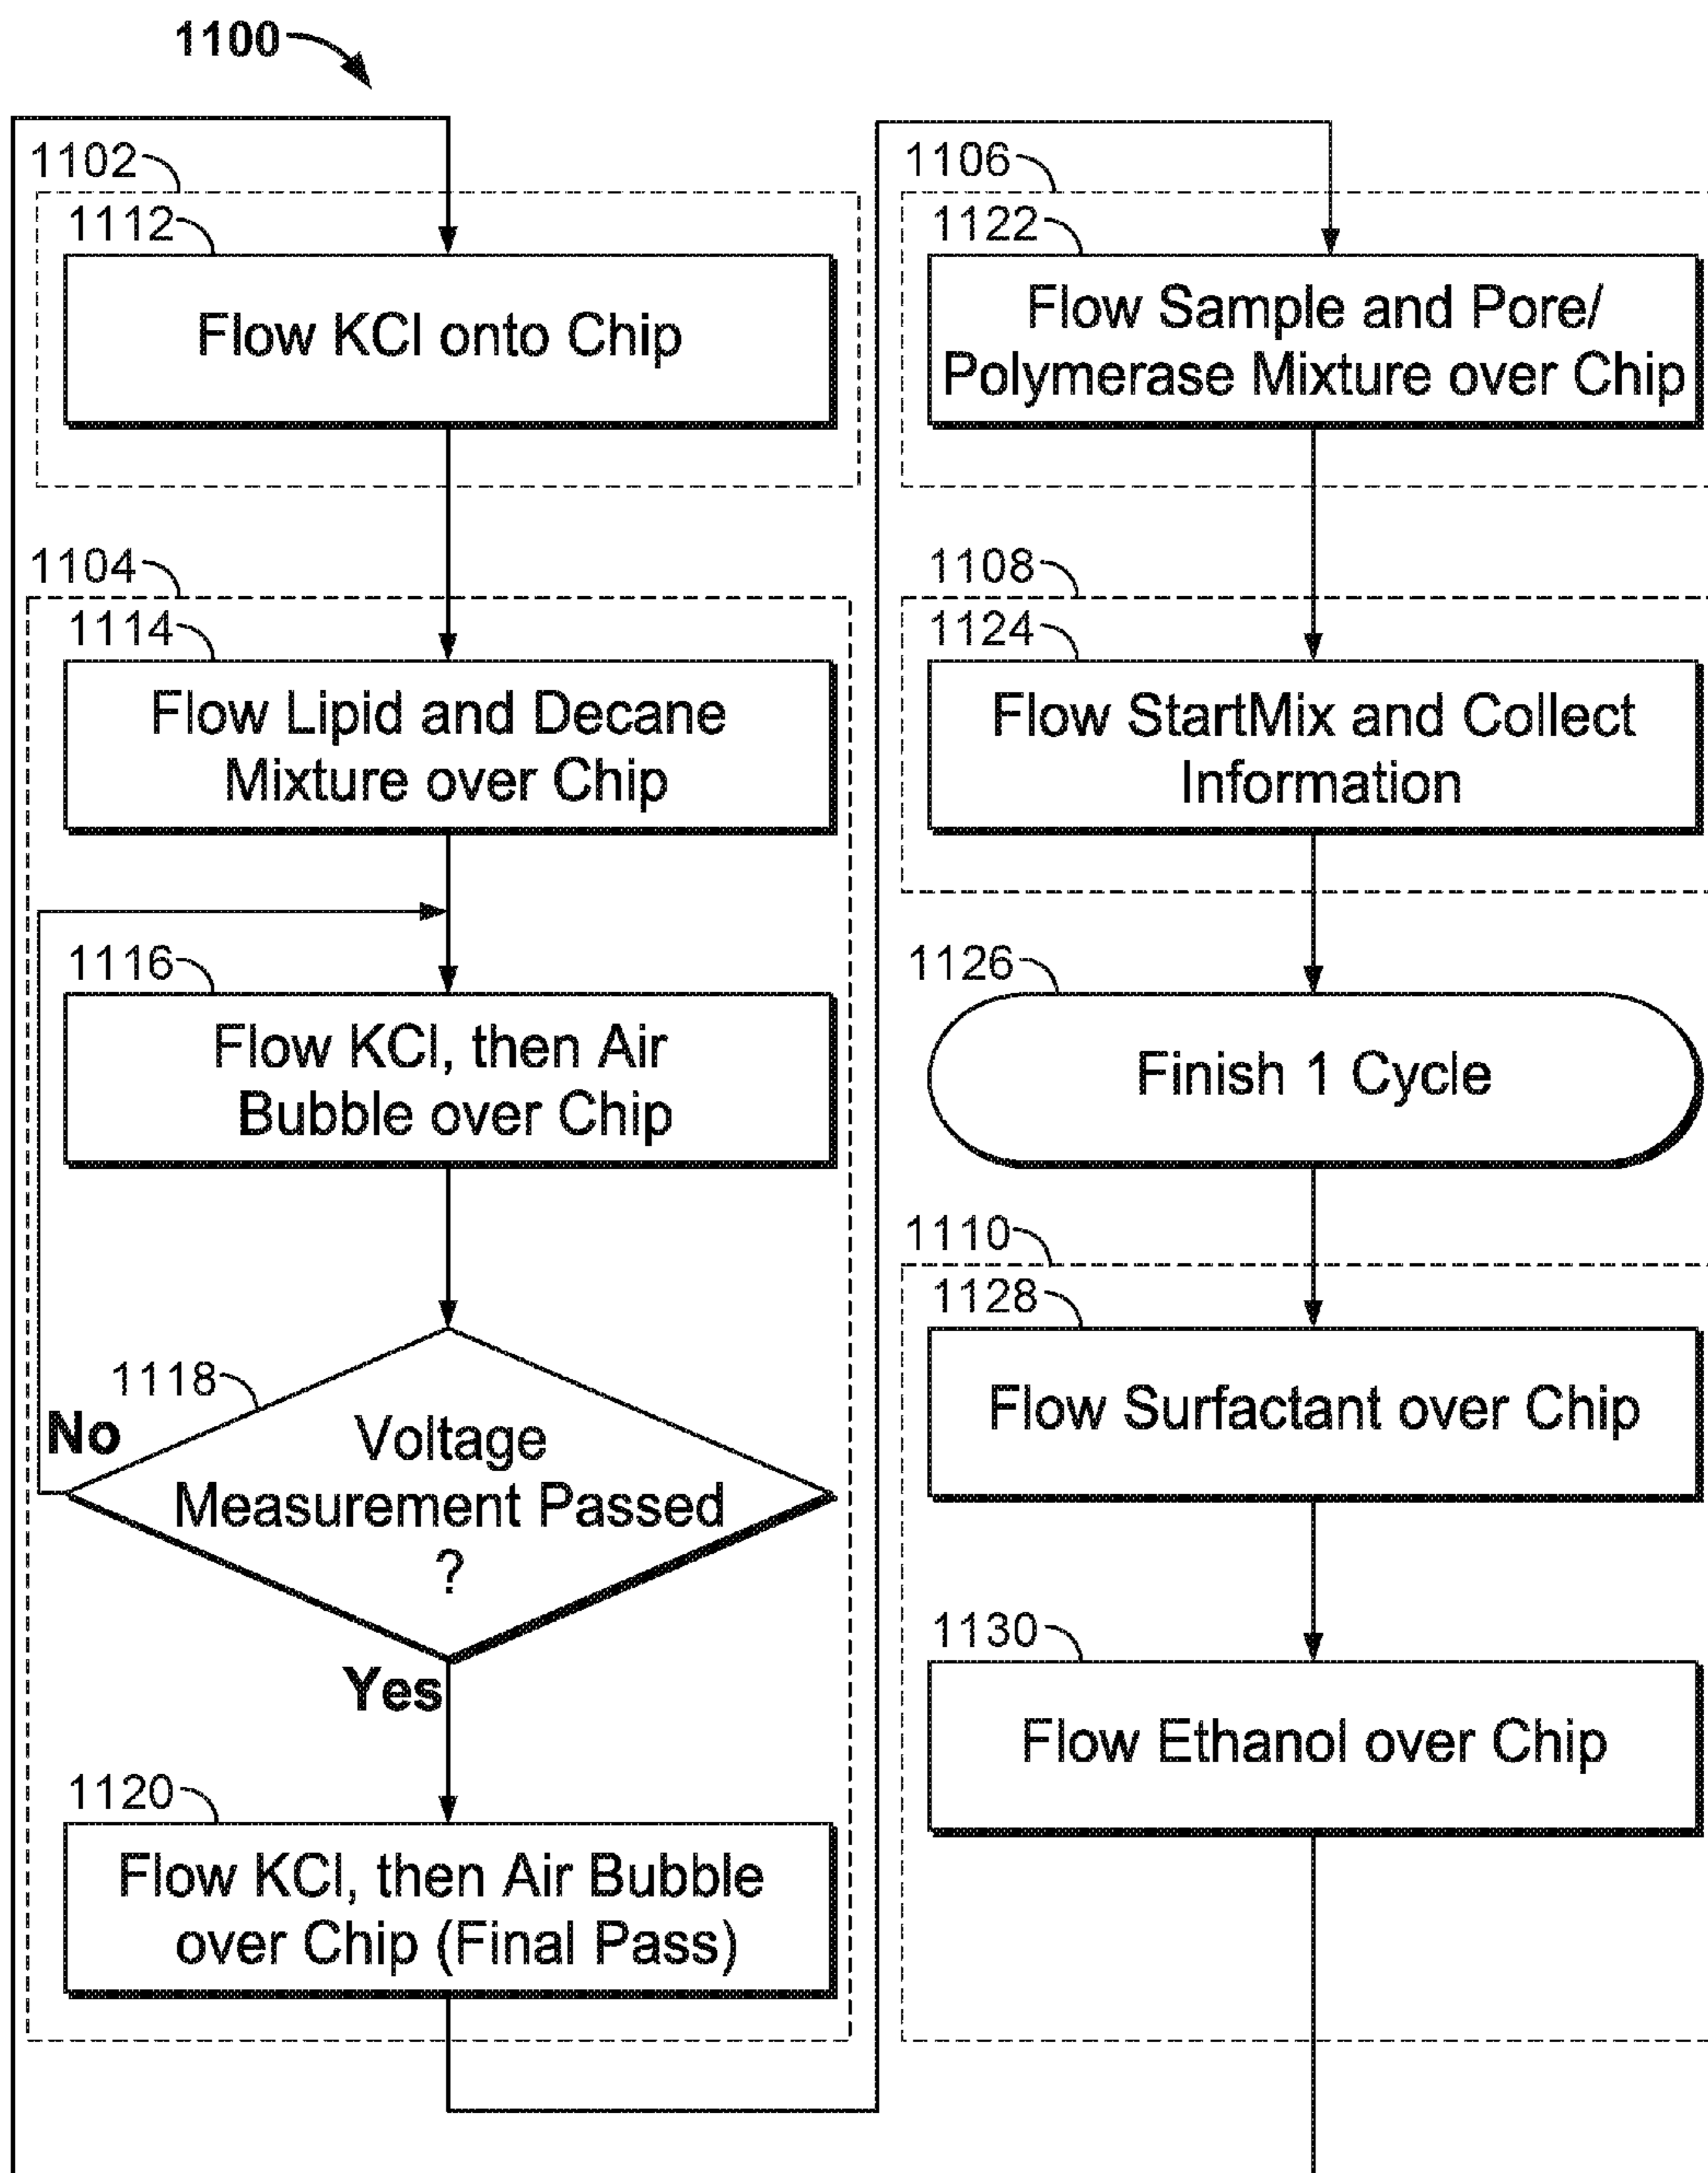 1100
1102
1112
Flow KCl onto Chip
1104
1114
Flow Lipid and Decane
Mixture over Chip
1116
Flow KCl, then Air
Bubble over Chip
1118
No
Voltage
Measurement Passed
?
Yes
1120
Flow KCl, then Air Bubble
over Chip (Final Pass)
1106
1122
Flow Sample and Pore/
Polymerase Mixture over Chip
1108
1124
Flow StartMix and Collect
Information
1126
Finish 1 Cycle
1110
1128
Flow Surfactant over Chip
1130
Flow Ethanol over Chip